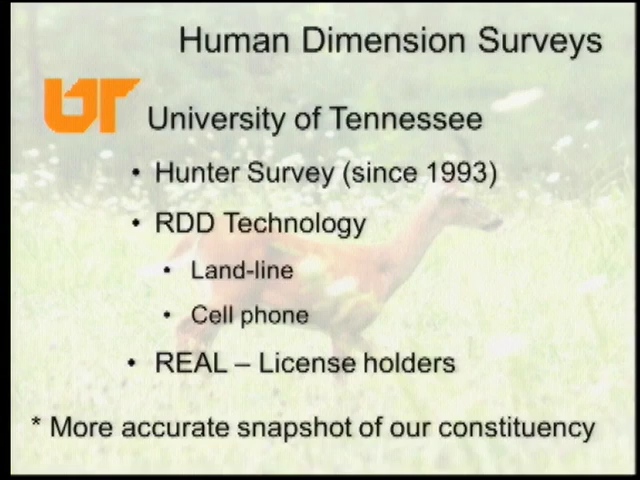 Human Dimension Surveys
UT
University of Tennessee
• Hunter Survey (since 1993)
• RDD Technology
• Land-line
• Cell phone
• REAL – License holders
* More accurate snapshot of our constituency